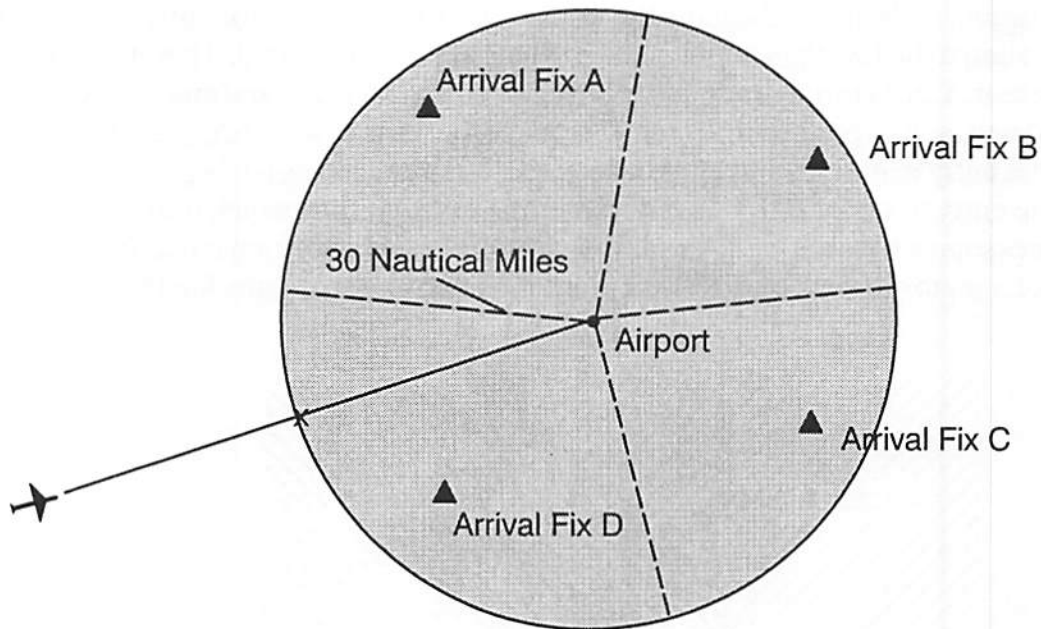 Arrival Fix A
Arrival Fix B
30 Nautical Miles
Airport
Arrival Fix C
Arrival Fix D